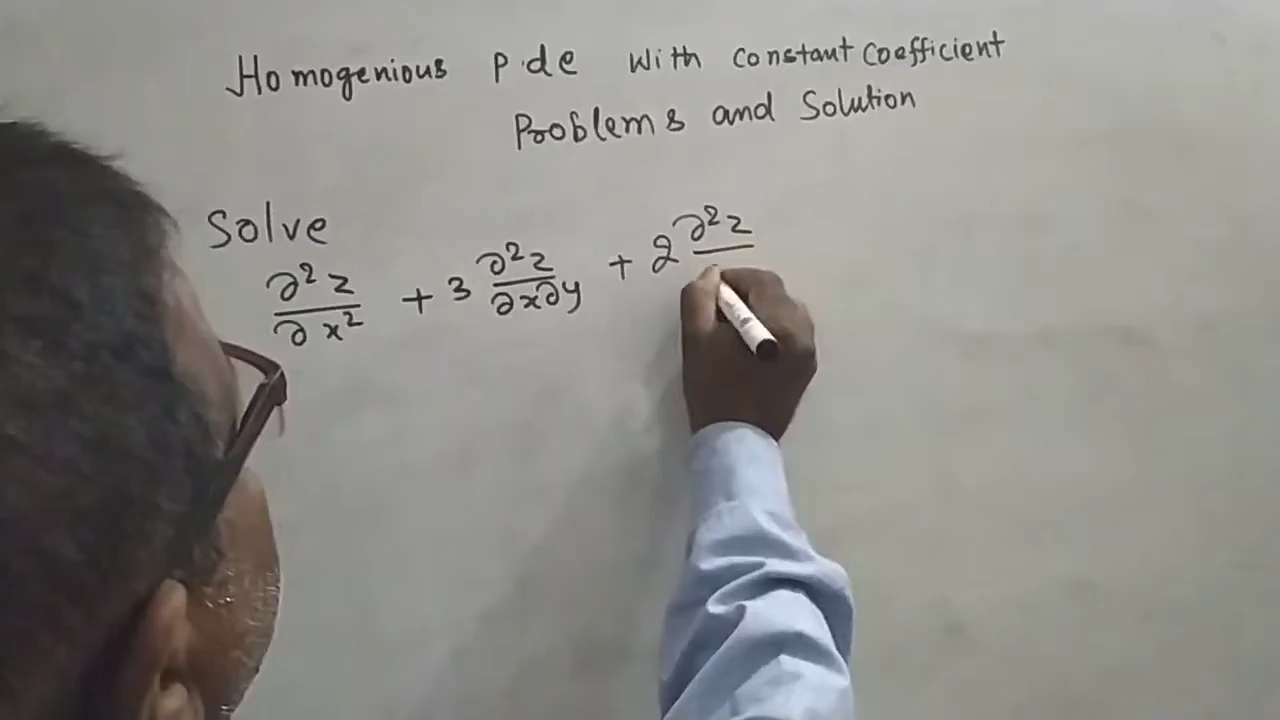 Homogenious p.de With constant Coefficient
Problems and Solution
Solve
∂²z/∂x² + 3 ∂²z/∂x∂y + 2 ∂²z